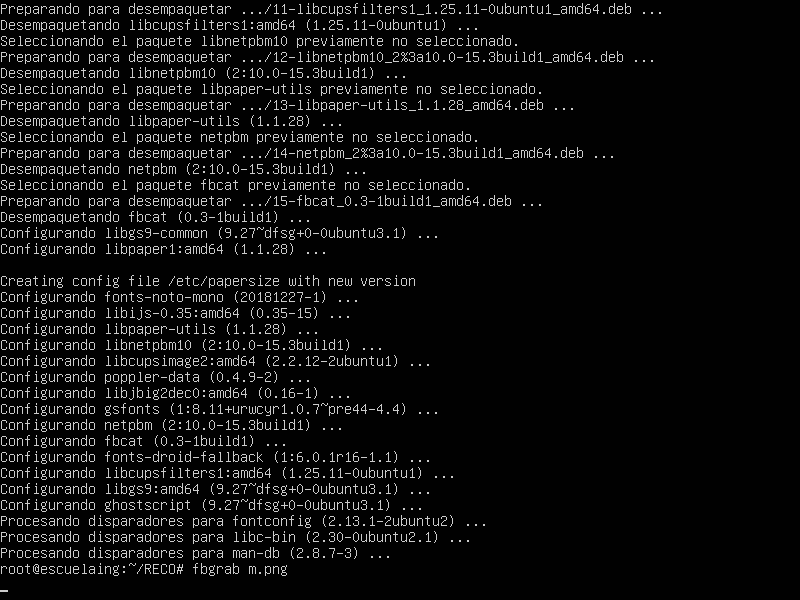 Preparando para desempaquetar .../11-libcupsfilters1_1.25.11-0ubuntu1_amd64.deb ...
Desempaquetando libcupsfilters1:amd64 (1.25.11-0ubuntu1) ...
Seleccionando el paquete libnetpbm10 previamente no seleccionado.
Preparando para desempaquetar .../12-libnetpbm10_2%3a10.0-15.3build1_amd64.deb ...
Desempaquetando libnetpbm10 (2:10.0-15.3build1) ...
Seleccionando el paquete libpaper-utils previamente no seleccionado.
Preparando para desempaquetar .../13-libpaper-utils_1.1.28_amd64.deb ...
Desempaquetando libpaper-utils (1.1.28) ...
Seleccionando el paquete netpbm previamente no seleccionado.
Preparando para desempaquetar .../14-netpbm_2%3a10.0-15.3build1_amd64.deb ...
Desempaquetando netpbm (2:10.0-15.3build1) ...
Seleccionando el paquete fbcat previamente no seleccionado.
Preparando para desempaquetar .../15-fbcat_0.3-1build1_amd64.deb ...
Desempaquetando fbcat (0.3-1build1) ...
Configurando libgs9-common (9.27~dfsg+0-0ubuntu3.1) ...
Configurando libpaper1:amd64 (1.1.28) ...

Creating config file /etc/papersize with new version
Configurando fonts-noto-mono (20181227-1) ...
Configurando libijs-0.35:amd64 (0.35-15) ...
Configurando libpaper-utils (1.1.28) ...
Configurando libnetpbm10 (2:10.0-15.3build1) ...
Configurando libcupsimage2:amd64 (2.2.12-2ubuntu1) ...
Configurando poppler-data (0.4.9-2) ...
Configurando libjbig2dec0:amd64 (0.16-1) ...
Configurando gsfonts (1:8.11+urwcyr1.0.7~pre44-4.4) ...
Configurando netpbm (2:10.0-15.3build1) ...
Configurando fbcat (0.3-1build1) ...
Configurando fonts-droid-fallback (1:6.0.1r16-1.1) ...
Configurando libcupsfilters1:amd64 (1.25.11-0ubuntu1) ...
Configurando libgs9:amd64 (9.27~dfsg+0-0ubuntu3.1) ...
Configurando ghostscript (9.27~dfsg+0-0ubuntu3.1) ...
Procesando disparadores para fontconfig (2.13.1-2ubuntu2) ...
Procesando disparadores para libc-bin (2.30-0ubuntu2.1) ...
Procesando disparadores para man-db (2.8.7-3) ...
root@escuelaing:~/RECO# fbgrab m.png